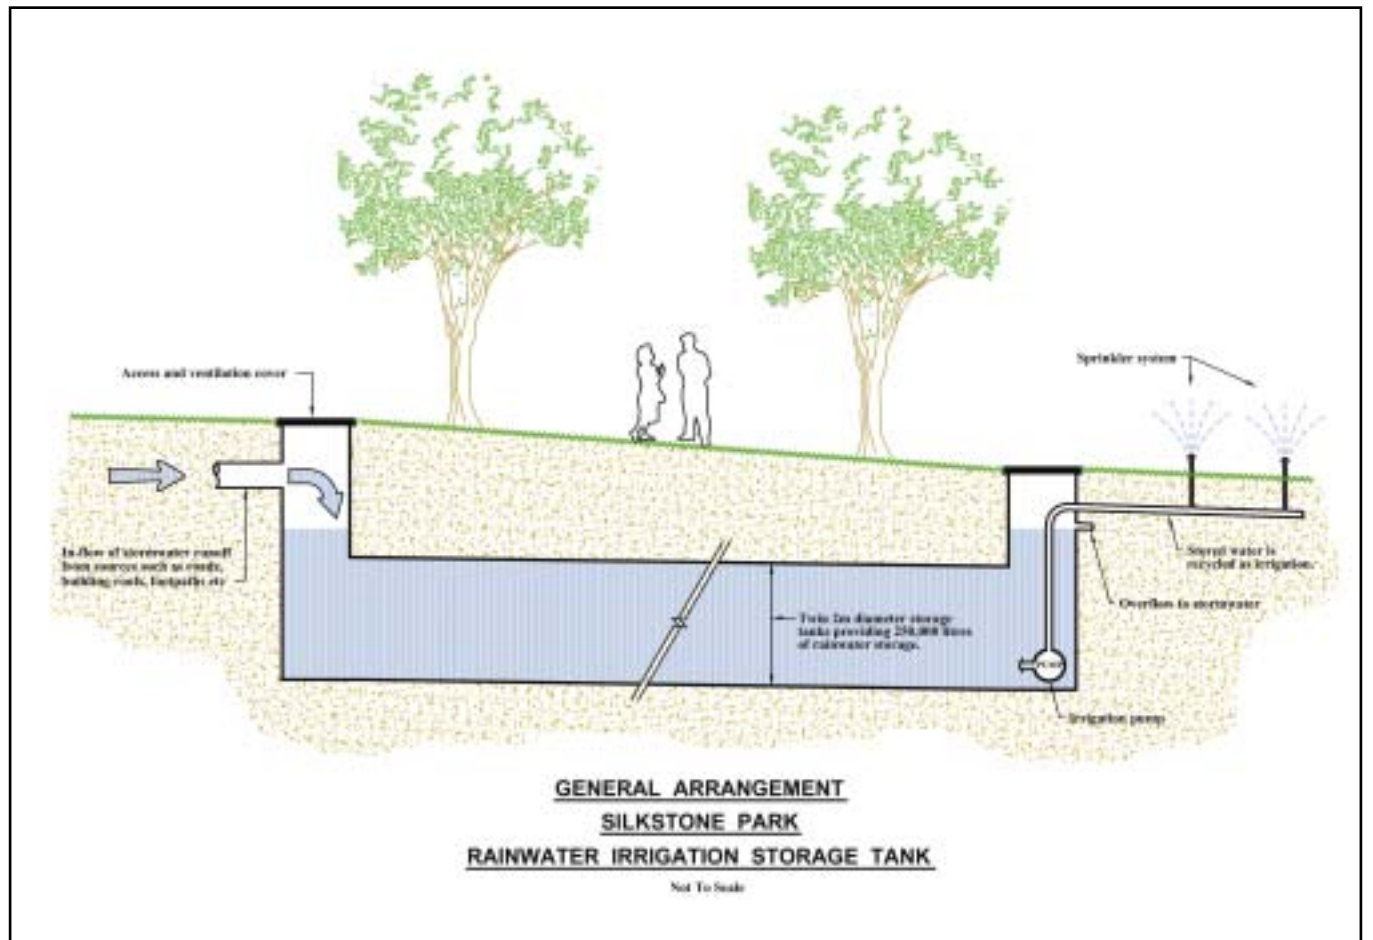 Sprinkler system
Access and ventilation cover
In-flow of stormwater runoff
from sources such as roads,
building roofs, footpaths etc
Stored water is
recycled as irrigation.
Overflow to stormwater
Twin 2m diameter storage
tanks providing 250,000 litres
of rainwater storage.
PUMP
Irrigation pump
GENERAL ARRANGEMENT
SILKSTONE PARK
RAINWATER IRRIGATION STORAGE TANK
Not To Scale